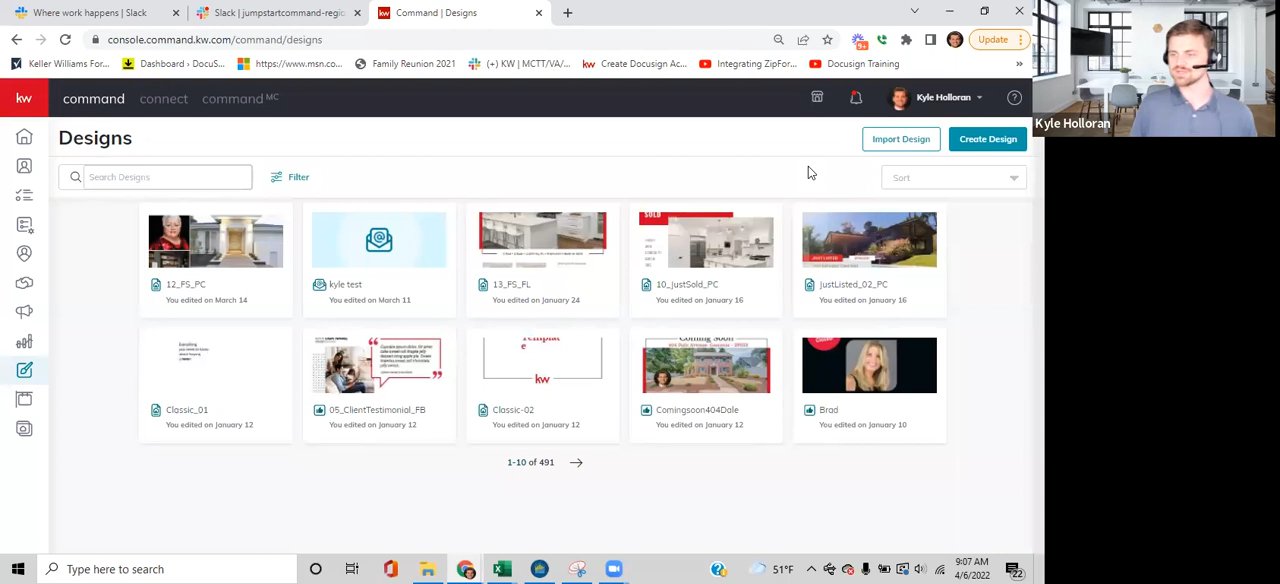 Where work happens | Slack
Slack | jumpstartcommand-regic
Command | Designs
console.command.kw.com/command/designs
9+
Update
Keller Williams For...
Dashboard › DocuS...
https://www.msn.co...
Family Reunion 2021
(+) KW | MCTT/VA/...
kw Create Docusign Ac...
Integrating ZipFor...
Docusign Training
»
kw
command
connect
command MC
Kyle Holloran
Kyle Holloran
Designs
Import Design
Create Design
Search Designs
Filter
Sort
SOLD
JUST LISTED
12_FS_PC
You edited on March 14
kyle test
You edited on March 11
13_FS_FL
You edited on January 24
10_JustSold_PC
You edited on January 16
JustListed_02_PC
You edited on January 16
Everything
Template
kw
Coming Soon
Classic_01
You edited on January 12
05_ClientTestimonial_FB
You edited on January 12
Classic-02
You edited on January 12
Comingsoon404Dale
You edited on January 12
Brad
You edited on January 10
1-10 of 491
Type here to search
51°F
9:07 AM
4/6/2022
22